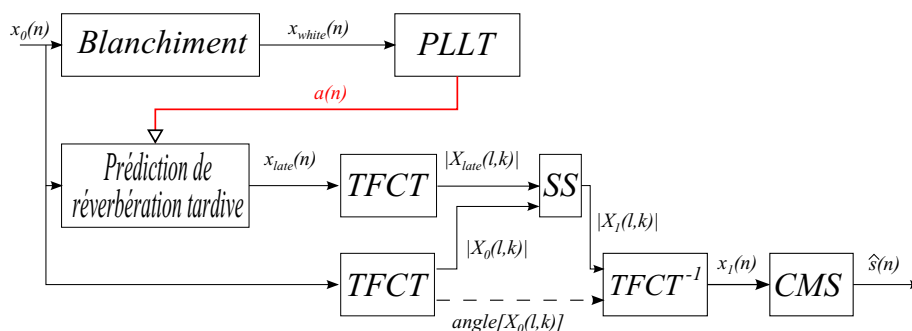 x0(n)
Blanchiment
xwhite(n)
PLLT
a(n)
Prédiction de
réverbération tardive
xlate(n)
TFCT
|Xlate(l,k)|
SS
|X0(l,k)|
|X1(l,k)|
TFCT
angle[X0(l,k)]
TFCT-1
x1(n)
CMS
ŝ(n)